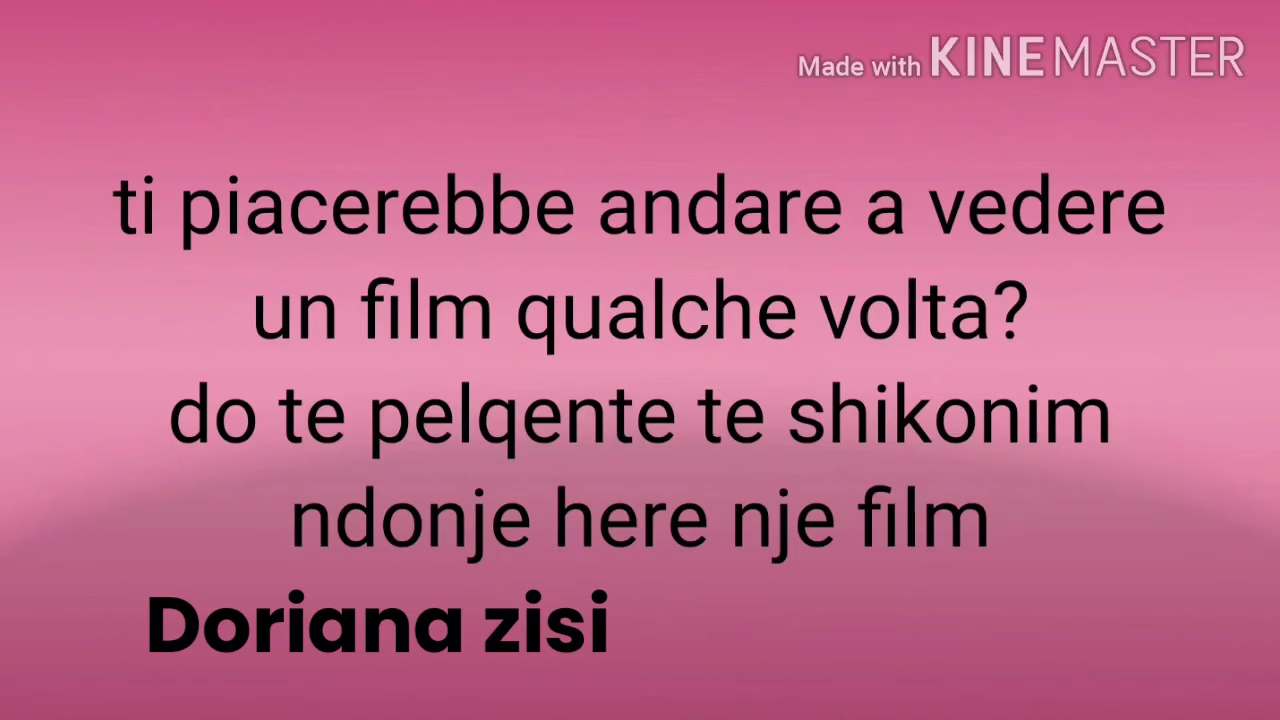 Made with KINEMASTER
ti piacerebbe andare a vedere
un film qualche volta?
do te pelqente te shikonim
ndonje here nje film
Doriana zisi